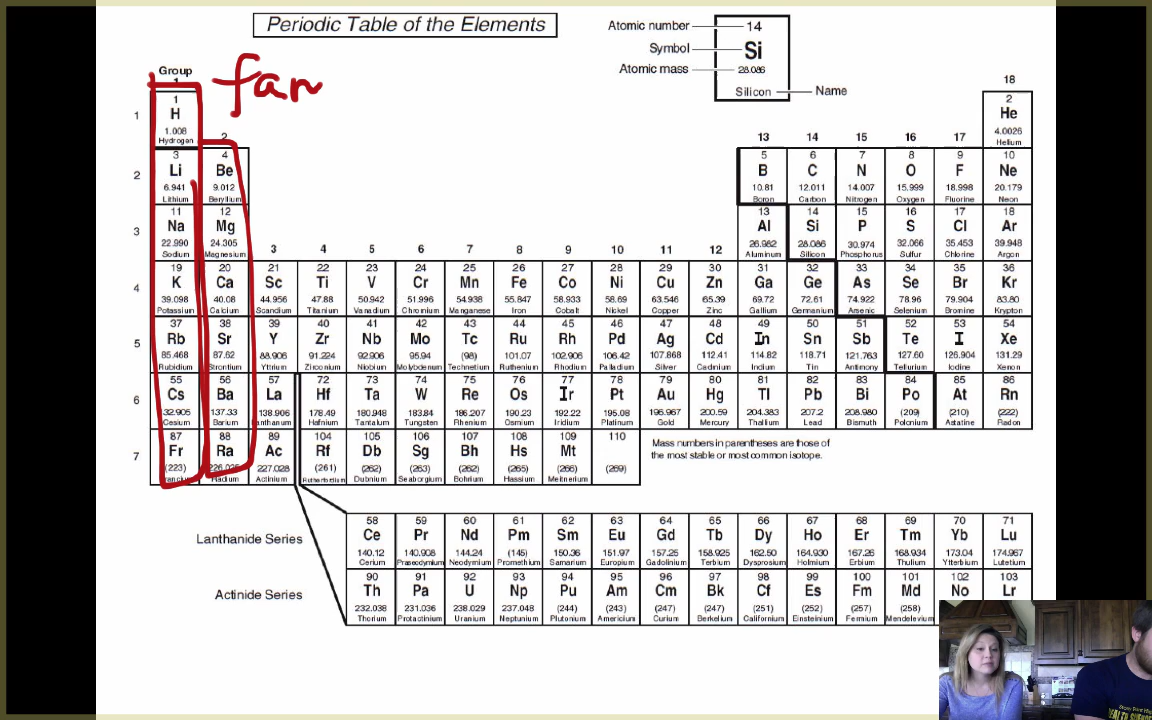 Periodic Table of the Elements
Atomic number 14
Symbol Si
Atomic mass 28.086
Silicon Name
Group fam
1 18
1 1 2
H He
1.008 4.0026
Hydrogen 2 13 14 15 16 17 Helium
2 3 4 5 6 7 8 9 10
Li Be B C N O F Ne
6.941 9.012 10.81 12.011 14.007 15.999 18.998 20.179
Lithium Beryllium Boron Carbon Nitrogen Oxygen Fluorine Neon
3 11 12 13 14 15 16 17 18
Na Mg Al Si P S Cl Ar
22.990 24.305 3 4 5 6 7 8 9 10 11 12 26.982 28.086 30.974 32.066 35.453 39.948
Sodium Magnesium Aluminum Silicon Phosphorus Sulfur Chlorine Argon
4 19 20 21 22 23 24 25 26 27 28 29 30 31 32 33 34 35 36
K Ca Sc Ti V Cr Mn Fe Co Ni Cu Zn Ga Ge As Se Br Kr
39.098 40.08 44.956 47.88 50.942 51.996 54.938 55.847 58.933 58.69 63.546 65.39 69.72 72.61 74.922 78.96 79.904 83.80
Potassium Calcium Scandium Titanium Vanadium Chromium Manganese Iron Cobalt Nickel Copper Zinc Gallium Germanium Arsenic Selenium Bromine Krypton
5 37 38 39 40 41 42 43 44 45 46 47 48 49 50 51 52 53 54
Rb Sr Y Zr Nb Mo Tc Ru Rh Pd Ag Cd In Sn Sb Te I Xe
85.468 87.62 88.906 91.224 92.906 95.94 (98) 101.07 102.906 106.42 107.868 112.41 114.82 118.71 121.763 127.60 126.904 131.29
Rubidium Strontium Yttrium Zirconium Niobium Molybdenum Technetium Ruthenium Rhodium Palladium Silver Cadmium Indium Tin Antimony Tellurium Iodine Xenon
6 55 56 57 72 73 74 75 76 77 78 79 80 81 82 83 84 85 86
Cs Ba La Hf Ta W Re Os Ir Pt Au Hg Tl Pb Bi Po At Rn
132.905 137.33 138.906 178.49 180.948 183.84 186.207 190.23 192.22 195.08 196.967 200.59 204.383 207.2 208.980 (209) (210) (222)
Cesium Barium Lanthanum Hafnium Tantalum Tungsten Rhenium Osmium Iridium Platinum Gold Mercury Thallium Lead Bismuth Polonium Astatine Radon
7 87 88 89 104 105 106 107 108 109 110
Fr Ra Ac Rf Db Sg Bh Hs Mt
(223) 226.025 227.028 (261) (262) (263) (262) (265) (266) (269)
Francium Radium Actinium Rutherfordium Dubnium Seaborgium Bohrium Hassium Meitnerium
Mass numbers in parentheses are those of
the most stable or most common isotope.
58 59 60 61 62 63 64 65 66 67 68 69 70 71
Lanthanide Series Ce Pr Nd Pm Sm Eu Gd Tb Dy Ho Er Tm Yb Lu
140.12 140.908 144.24 (145) 150.36 151.97 157.25 158.925 162.50 164.930 167.26 168.934 173.04 174.967
Cerium Praseodymium Neodymium Promethium Samarium Europium Gadolinium Terbium Dysprosium Holmium Erbium Thulium Ytterbium Lutetium
90 91 92 93 94 95 96 97 98 99 100 101 102 103
Actinide Series Th Pa U Np Pu Am Cm Bk Cf Es Fm Md No Lr
232.038 231.036 238.029 237.048 (244) (243) (247) (247) (251) (252) (257) (258)
Thorium Protactinium Uranium Neptunium Plutonium Americium Curium Berkelium Californium Einsteinium Fermium Mendelevium